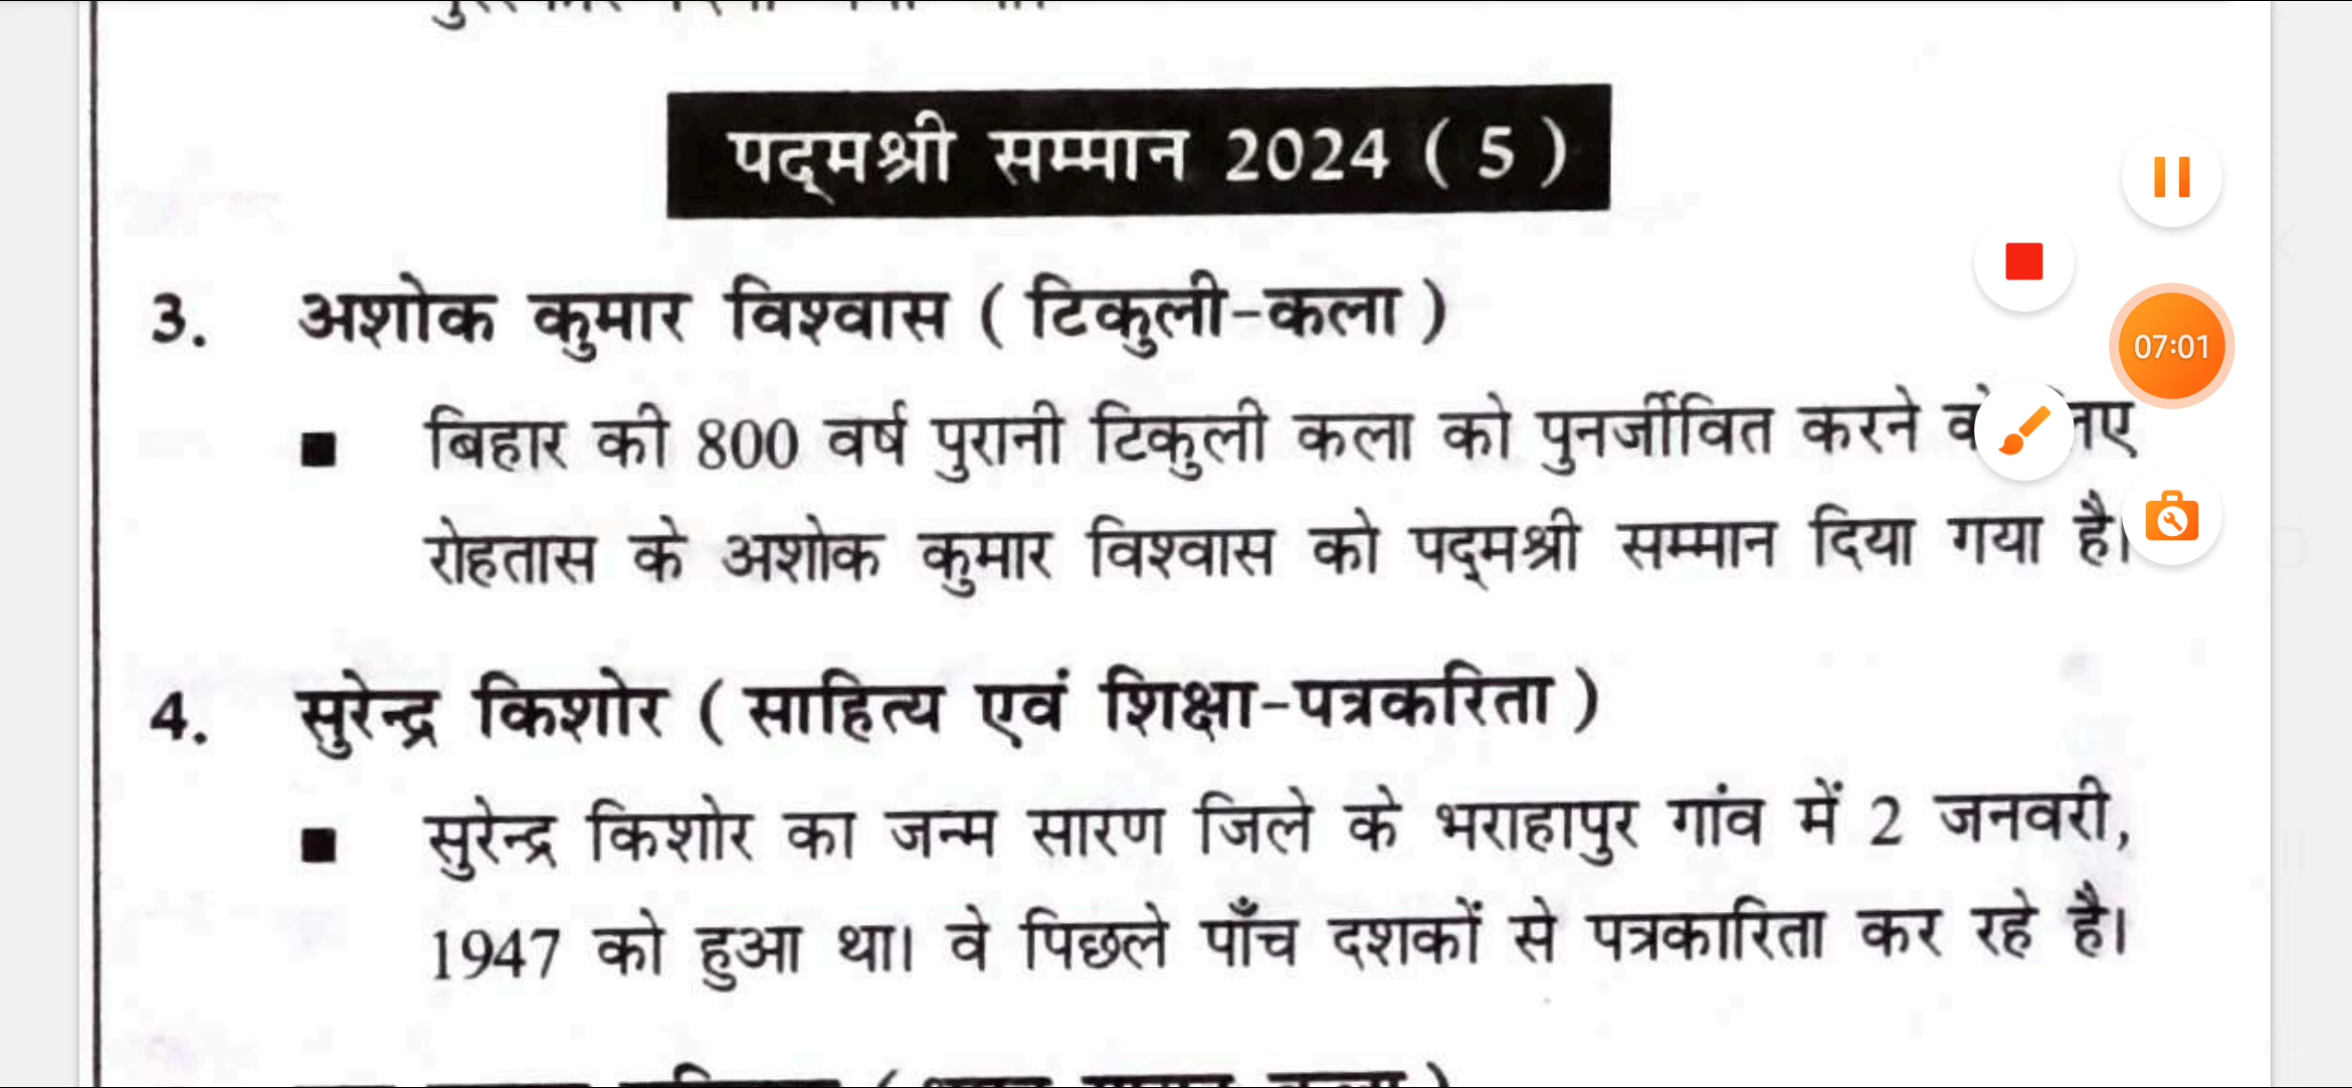 पद्मश्री सम्मान 2024 ( 5 )
3. अशोक कुमार विश्वास ( टिकुली-कला )
07:01
■ बिहार की 800 वर्ष पुरानी टिकुली कला को पुनर्जीवित करने
रोहतास के अशोक कुमार विश्वास को पद्मश्री सम्मान दिया गया है।
4. सुरेन्द्र किशोर ( साहित्य एवं शिक्षा-पत्रकरिता )
■ सुरेन्द्र किशोर का जन्म सारण जिले के भराहापुर गांव में 2 जनवरी,
1947 को हुआ था। वे पिछले पाँच दशकों से पत्रकारिता कर रहे है।